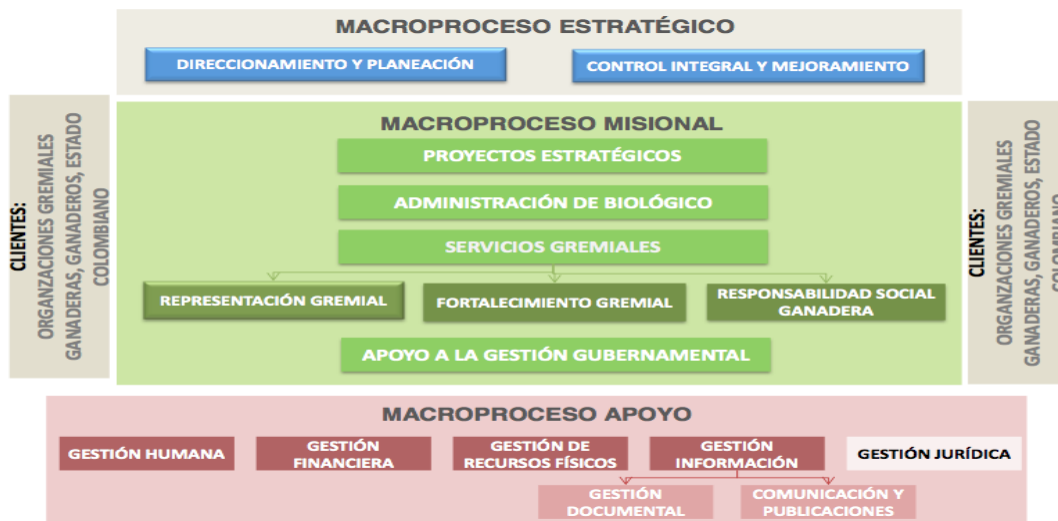 MACROPROCESO ESTRATÉGICO
DIRECCIONAMIENTO Y PLANEACIÓN
CONTROL INTEGRAL Y MEJORAMIENTO
CLIENTES:
ORGANZACIONES GREMIALES
GANADERAS, GANADEROS, ESTADO
COLOMBIANO
MACROPROCESO MISIONAL
PROYECTOS ESTRATÉGICOS
ADMINISTRACIÓN DE BIOLÓGICO
SERVICIOS GREMIALES
REPRESENTACIÓN GREMIAL
FORTALECIMIENTO GREMIAL
RESPONSABILIDAD SOCIAL
GANADERA
APOYO A LA GESTIÓN GUBERNAMENTAL
CLIENTES:
ORGANZACIONES GREMIALES
GANADERAS, GANADEROS, ESTADO
COLOMBIANO
MACROPROCESO APOYO
GESTIÓN HUMANA
GESTIÓN
FINANCIERA
GESTIÓN DE
RECURSOS FÍSICOS
GESTIÓN
INFORMACIÓN
GESTIÓN JURÍDICA
GESTIÓN
DOCUMENTAL
COMUNICACIÓN Y
PUBLICACIONES